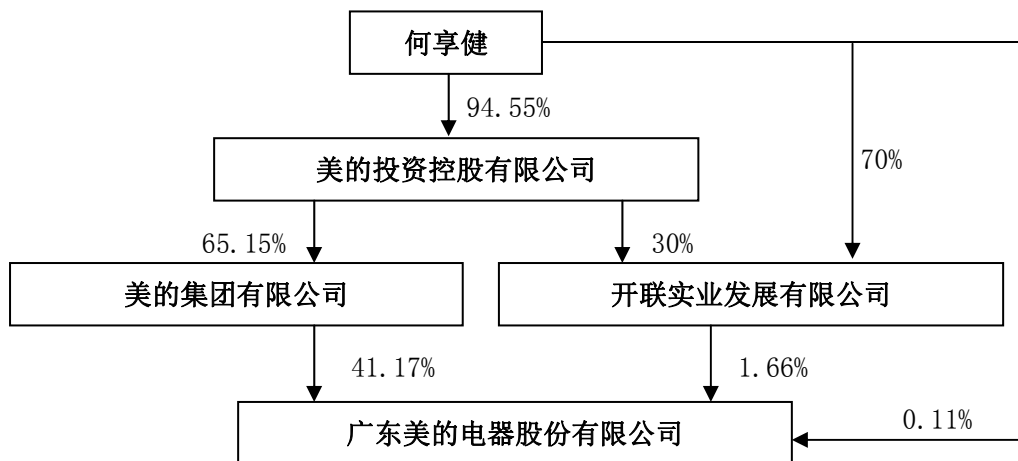 何享健
94.55%
美的投资控股有限公司
70%
65.15%
30%
美的集团有限公司
开联实业发展有限公司
41.17%
1.66%
广东美的电器股份有限公司
0.11%